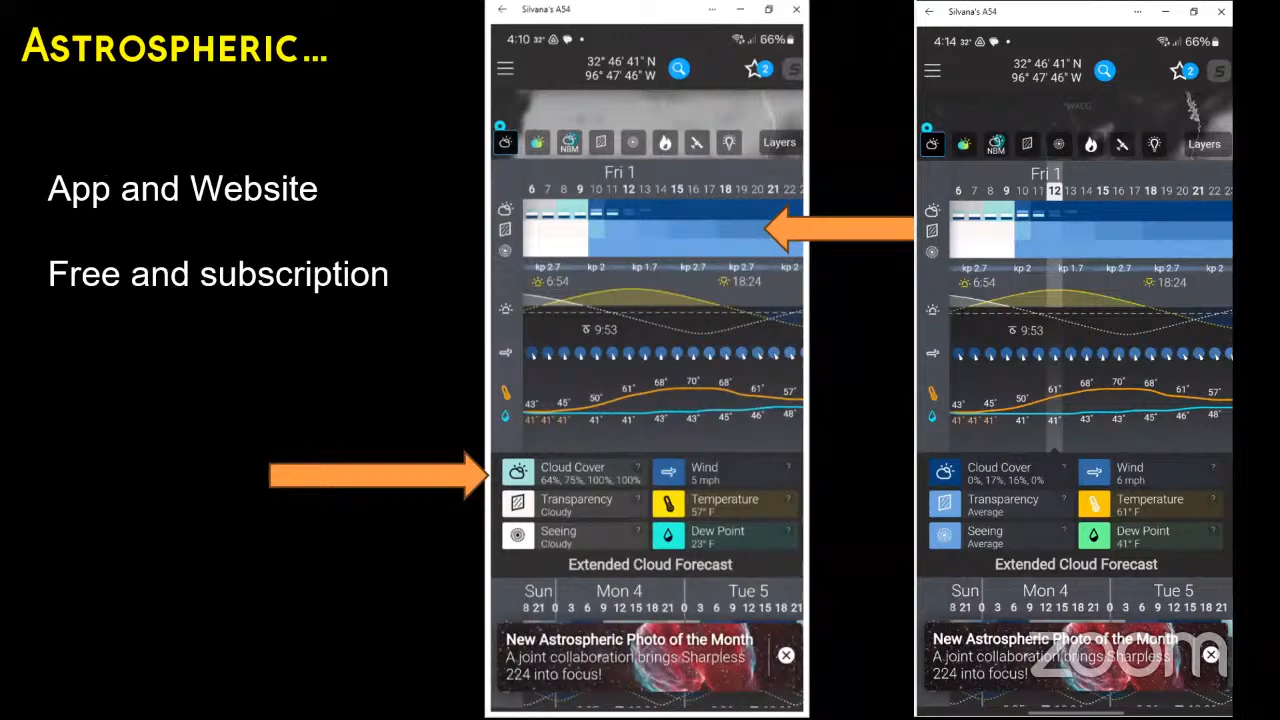 ASTROSPHERIC...
App and Website
Free and subscription
Silvana's A54
4:10 32° 66%
32° 46' 41" N
96° 47' 46" W
2
S
NBM
Layers
Fri 1
6 7 8 9 10 11 12 13 14 15 16 17 18 19 20 21 22
kp 2.7 kp 2 kp 1.7 kp 2.7 kp 2.7 kp 2
6:54 18:24
9:53
43° 45° 50° 61° 68° 70° 68° 61° 57°
41° 41° 41° 41° 43° 43° 45° 46° 48°
Cloud Cover ?
64%, 75%, 100%, 100%
Wind ?
5 mph
Transparency ?
Cloudy
Temperature ?
57° F
Seeing ?
Cloudy
Dew Point ?
23° F
Extended Cloud Forecast
Sun Mon 4 Tue 5
8 21 0 3 6 9 12 15 18 21 0 3 6 9 12 15 18 21
New Astrospheric Photo of the Month
A joint collaboration brings Sharpless
224 into focus!
Silvana's A54
4:14 32° 66%
32° 46' 41" N
96° 47' 46" W
2
S
"WACO
NBM
Layers
Fri 1
6 7 8 9 10 11 12 13 14 15 16 17 18 19 20 21 22
kp 2.7 kp 2 kp 1.7 kp 2.7 kp 2.7 kp 2
6:54 18:24
9:53
43° 45° 50° 61° 68° 70° 68° 61° 57°
41° 41° 41° 41° 43° 43° 45° 46° 48°
Cloud Cover ?
0%, 17%, 16%, 0%
Wind ?
6 mph
Transparency ?
Average
Temperature ?
61° F
Seeing ?
Average
Dew Point ?
41° F
Extended Cloud Forecast
Sun Mon 4 Tue 5
8 21 0 3 6 9 12 15 18 21 0 3 6 9 12 15 18 21
New Astrospheric Photo of the Month
A joint collaboration brings Sharpless
224 into focus!
zoom